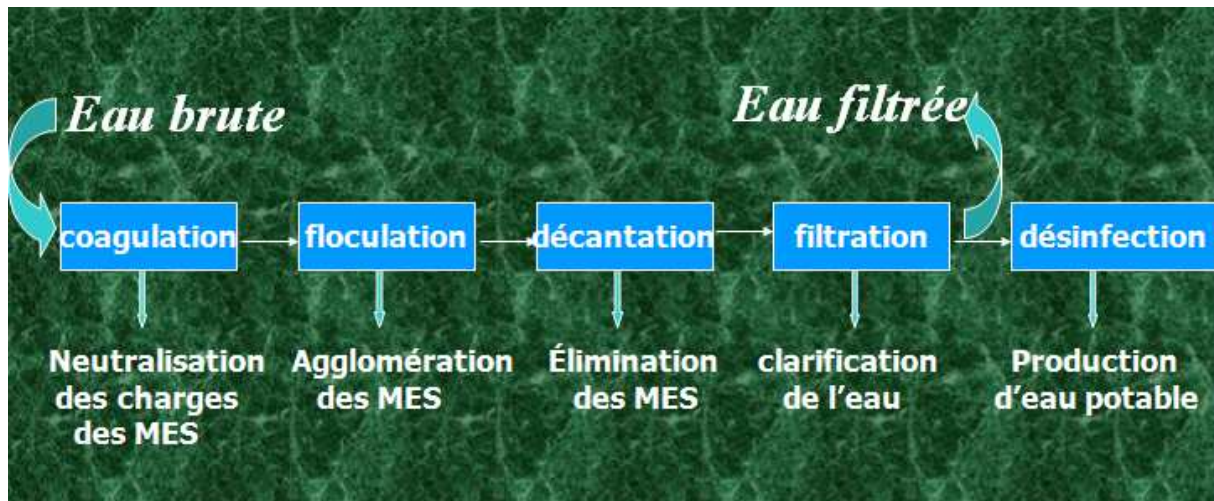 Eau brute
Eau filtrée
coagulation
floculation
décantation
filtration
désinfection
Neutralisation
des charges
des MES
Agglomération
des MES
Élimination
des MES
clarification
de l’eau
Production
d’eau potable